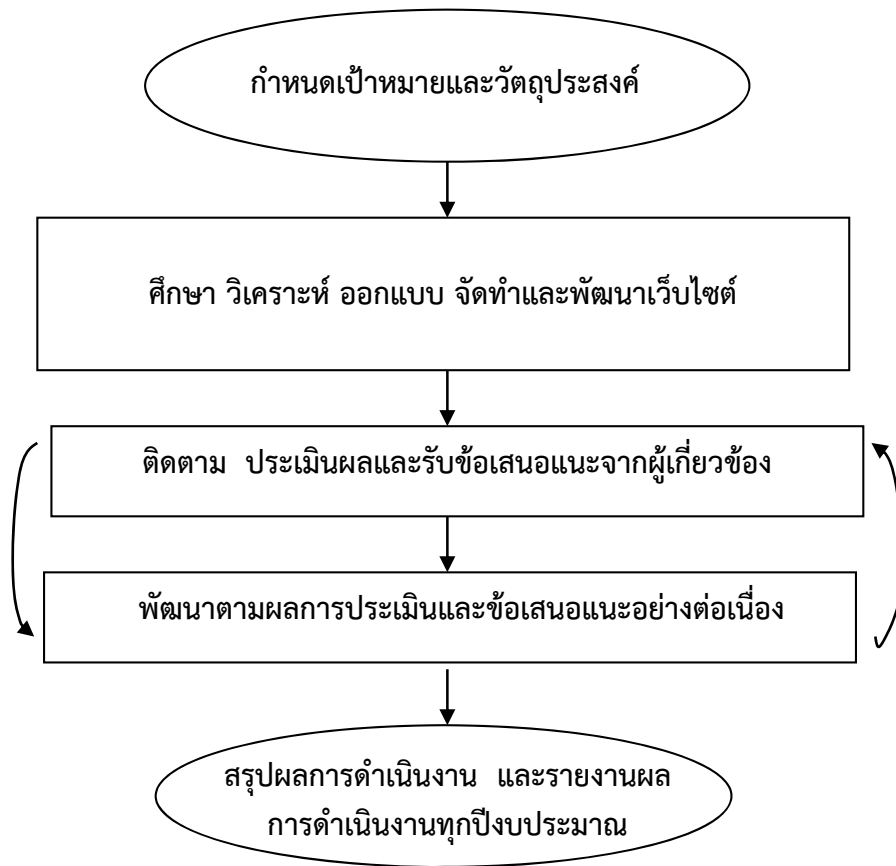 กำหนดเป้าหมายและวัตถุประสงค์
ศึกษา วิเคราะห์ ออกแบบ จัดทำและพัฒนาเว็บไซต์
ติดตาม ประเมินผลและรับข้อเสนอแนะจากผู้เกี่ยวข้อง
พัฒนาตามผลการประเมินและข้อเสนอแนะอย่างต่อเนื่อง
สรุปผลการดำเนินงาน และรายงานผล
การดำเนินงานทุกปีงบประมาณ